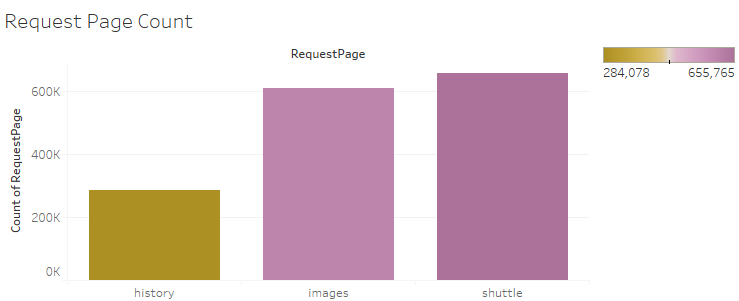 Request Page Count
RequestPage
284,078 655,765
Count of RequestPage
600K
400K
200K
0K
history images shuttle